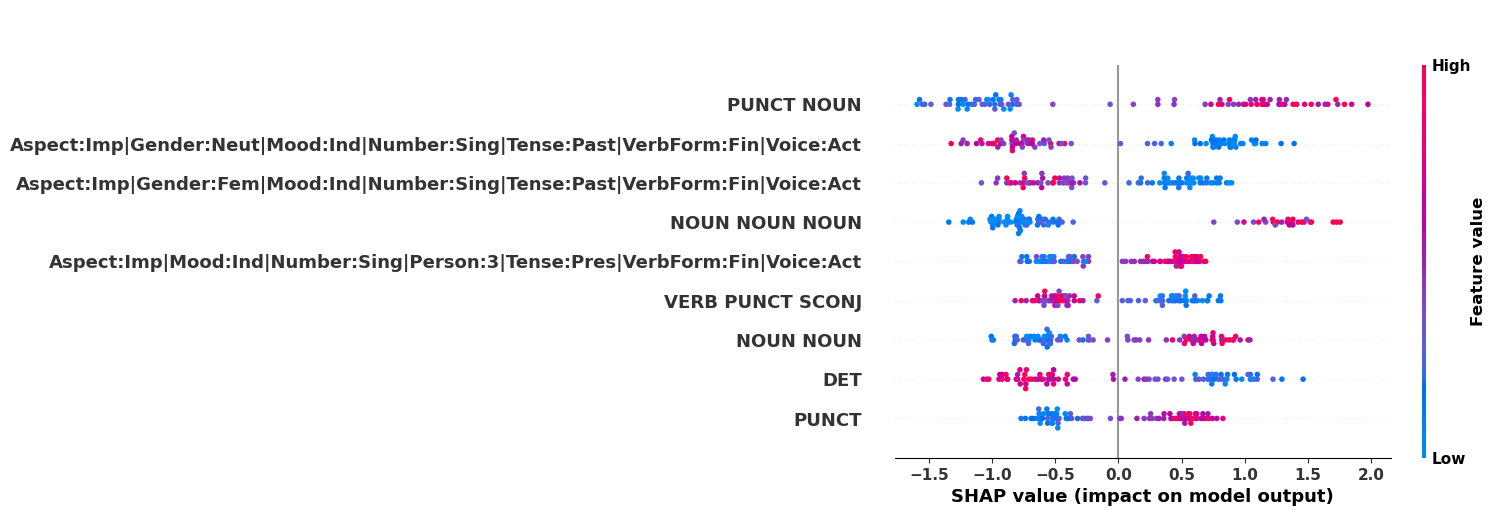 High
PUNCT NOUN
Aspect:Imp|Gender:Neut|Mood:Ind|Number:Sing|Tense:Past|VerbForm:Fin|Voice:Act
Aspect:Imp|Gender:Fem|Mood:Ind|Number:Sing|Tense:Past|VerbForm:Fin|Voice:Act
NOUN NOUN NOUN
Aspect:Imp|Mood:Ind|Number:Sing|Person:3|Tense:Pres|VerbForm:Fin|Voice:Act
VERB PUNCT SCONJ
NOUN NOUN
DET
PUNCT
Feature value
Low
−1.5 −1.0 −0.5 0.0 0.5 1.0 1.5 2.0
SHAP value (impact on model output)